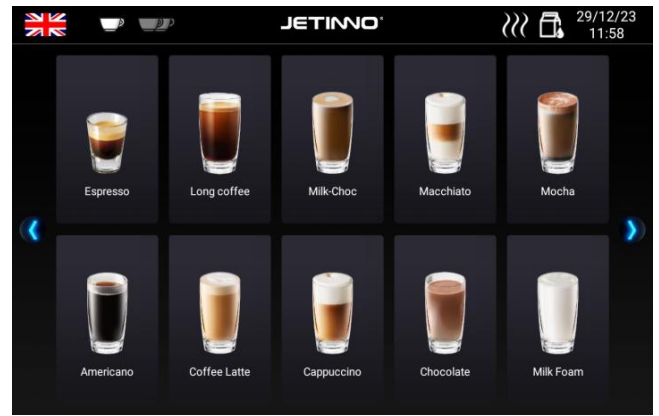 JETINNO
29/12/23
11:58
Espresso
Long coffee
Milk-Choc
Macchiato
Mocha
Americano
Coffee Latte
Cappuccino
Chocolate
Milk Foam